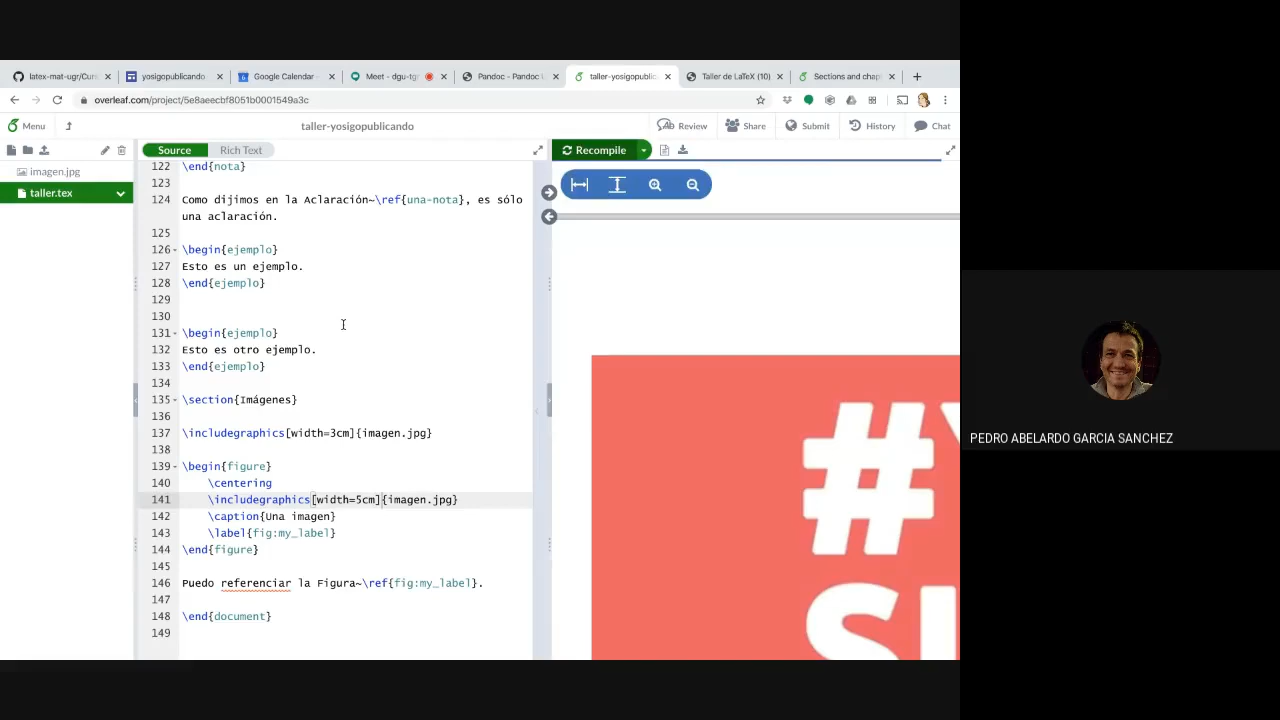 latex-mat-ugr/Cur
yosigopublicando
Google Calendar -
Meet - dgu-tg
Pandoc - Pandoc
taller-yosigopublic
Taller de LaTeX (10)
Sections and chap
overleaf.com/project/5e8aeecbf8051b0001549a3c
Menu
taller-yosigopublicando
Review
Share
Submit
History
Chat
Source
Rich Text
Recompile
imagen.jpg
taller.tex
122 \end{nota}
123
124 Como dijimos en la Aclaración~\ref{una-nota}, es sólo
una aclaración.
125
126 \begin{ejemplo}
127 Esto es un ejemplo.
128 \end{ejemplo}
129
130
131 \begin{ejemplo}
132 Esto es otro ejemplo.
133 \end{ejemplo}
134
135 \section{Imágenes}
136
137 \includegraphics[width=3cm]{imagen.jpg}
138
139 \begin{figure}
140 \centering
141 \includegraphics[width=5cm]{imagen.jpg}
142 \caption{Una imagen}
143 \label{fig:my_label}
144 \end{figure}
145
146 Puedo referenciar la Figura~\ref{fig:my_label}.
147
148 \end{document}
149
#
PEDRO ABELARDO GARCIA SANCHEZ